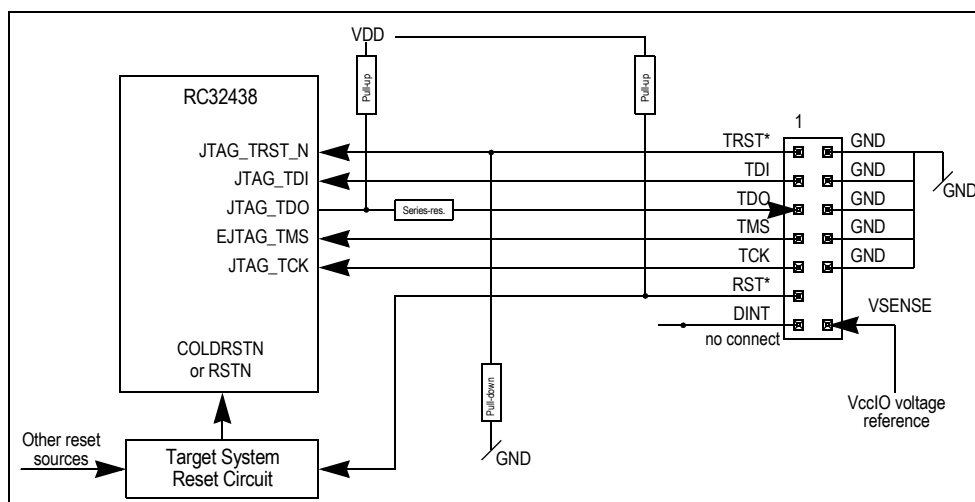 VDD
Pull-up
Pull-up
RC32438
1
JTAG_TRST_N
TRST*
GND
JTAG_TDI
TDI
GND
GND
JTAG_TDO
Series-res.
TDO
GND
EJTAG_TMS
TMS
GND
JTAG_TCK
TCK
GND
RST*
VSENSE
DINT
no connect
COLDRSTN
or RSTN
Pull-down
GND
VccIO voltage
reference
Other reset
sources
Target System
Reset Circuit